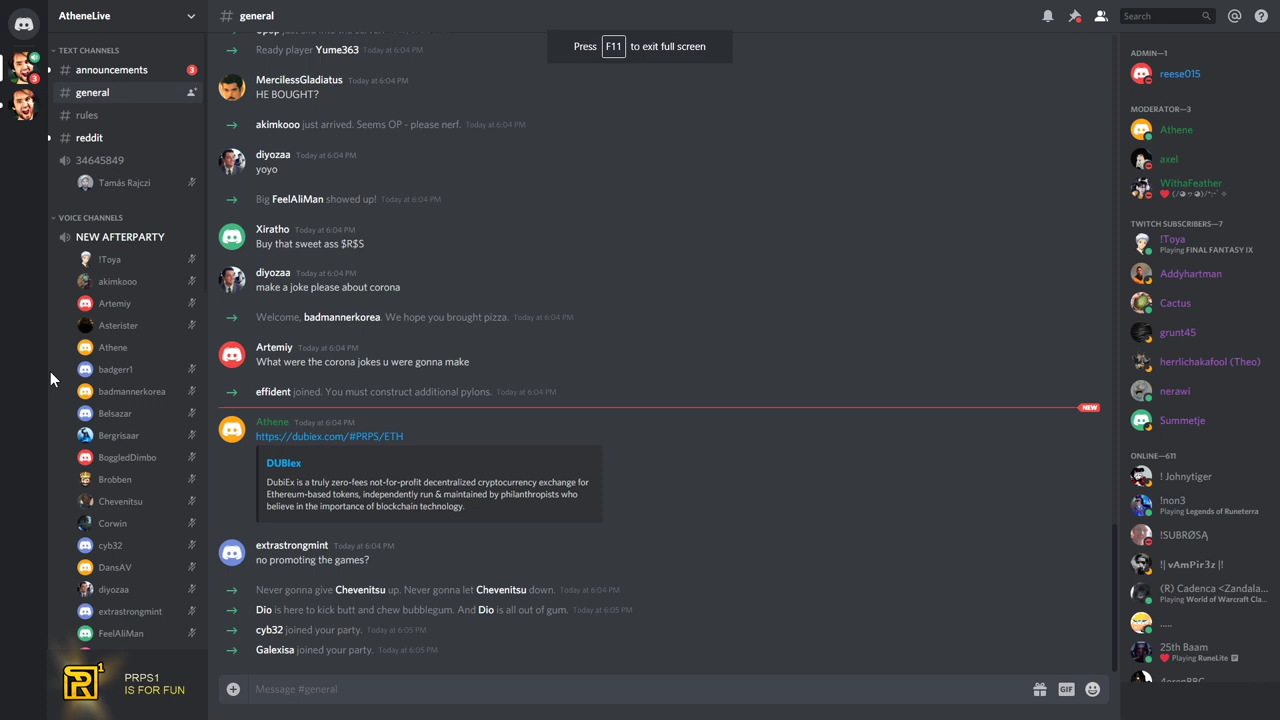 AtheneLive
TEXT CHANNELS
# announcements 3
# general
# rules
# reddit
34645849
Tamás Rajczi
VOICE CHANNELS
NEW AFTERPARTY
!Toya
akimkooo
Artemiy
Asterister
Athene
badgerr1
badmannerkorea
Belsazar
Bergrisaar
BoggledDimbo
Brobben
Chevenitsu
Corwin
cyb32
DansAV
diyozaa
extrastrongmint
FeelAliMan
3
PRPS1
IS FOR FUN
# general
Press F11 to exit full screen
Search
Ready player Yume363 Today at 6:04 PM
MercilessGladiatus Today at 6:04 PM
HE BOUGHT?
akimkooo just arrived. Seems OP - please nerf. Today at 6:04 PM
diyozaa Today at 6:04 PM
yoyo
Big FeelAliMan showed up! Today at 6:04 PM
Xiratho Today at 6:04 PM
Buy that sweet ass $R$S
diyozaa Today at 6:04 PM
make a joke please about corona
Welcome, badmannerkorea. We hope you brought pizza. Today at 6:04 PM
Artemiy Today at 6:04 PM
What were the corona jokes u were gonna make
effident joined. You must construct additional pylons. Today at 6:04 PM
NEW
Athene Today at 6:04 PM
https://dubiex.com/#PRPS/ETH
DUBIex
DubiEx is a truly zero-fees not-for-profit decentralized cryptocurrency exchange for
Ethereum-based tokens, independently run & maintained by philanthropists who
believe in the importance of blockchain technology.
extrastrongmint Today at 6:04 PM
no promoting the games?
Never gonna give Chevenitsu up. Never gonna let Chevenitsu down. Today at 6:04 PM
Dio is here to kick butt and chew bubblegum. And Dio is all out of gum. Today at 6:05 PM
cyb32 joined your party. Today at 6:05 PM
Galexisa joined your party. Today at 6:05 PM
Message #general
GIF
ADMIN—1
reese015
MODERATOR—3
Athene
axel
WithaFeather
TWITCH SUBSCRIBERS—7
!Toya
Playing FINAL FANTASY IX
Addyhartman
Cactus
grunt45
herrlichakafool (Theo)
nerawi
Summetje
ONLINE—611
! Johnytiger
!non3
Playing Legends of Runeterra
!SUBRØSĄ
!| vAmPir3z |!
(R) Cadenca <Zandala...
Playing World of Warcraft Cla...
.....
25th Baam
Playing RuneLite